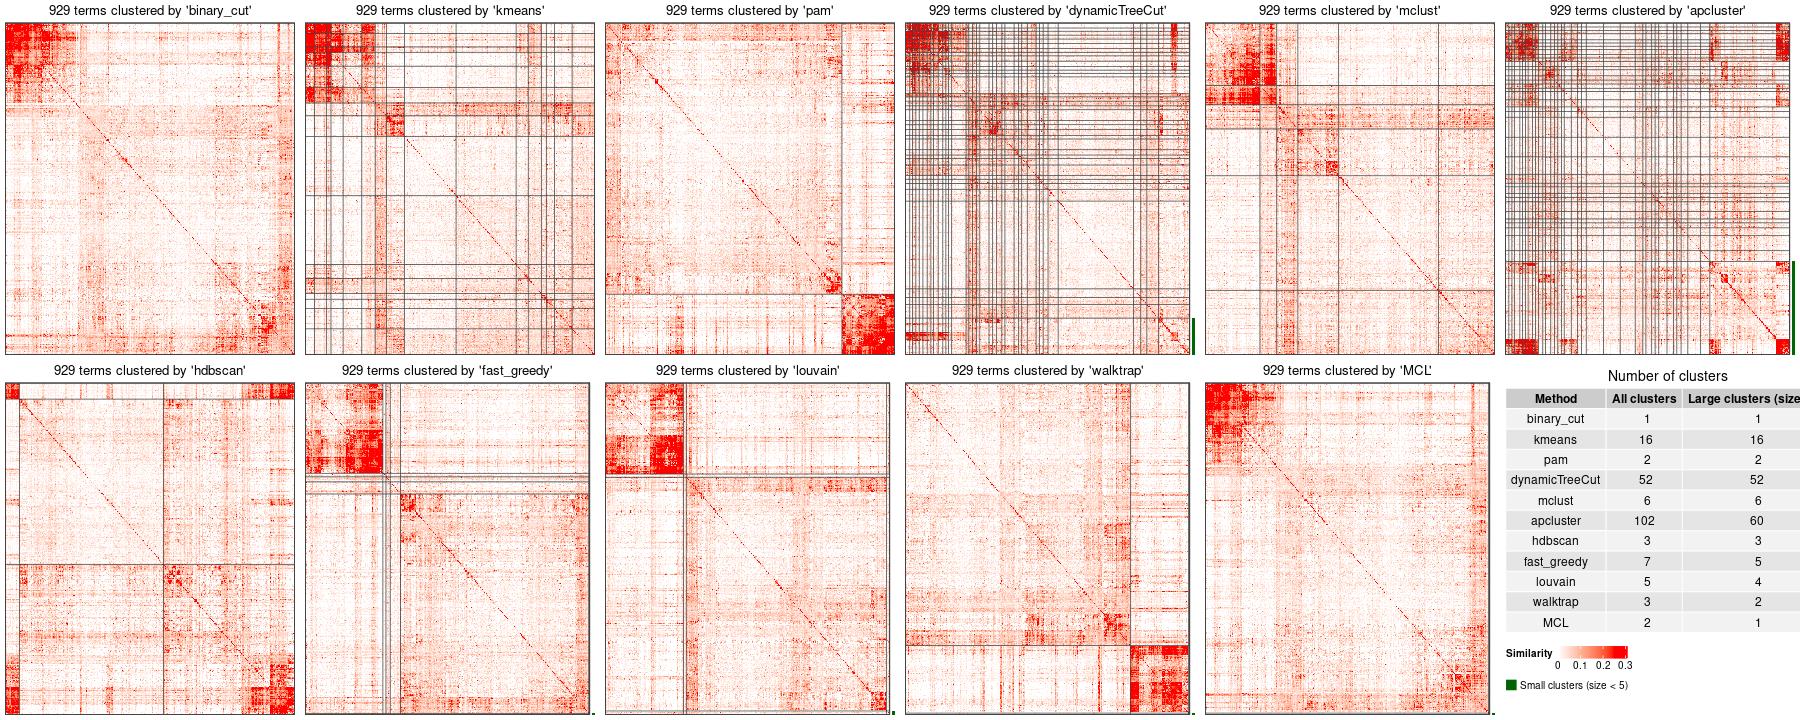 929 terms clustered by 'binary_cut'
929 terms clustered by 'kmeans'
929 terms clustered by 'pam'
929 terms clustered by 'dynamicTreeCut'
929 terms clustered by 'mclust'
929 terms clustered by 'apcluster'
929 terms clustered by 'hdbscan'
929 terms clustered by 'fast_greedy'
929 terms clustered by 'louvain'
929 terms clustered by 'walktrap'
929 terms clustered by 'MCL'
Number of clusters
Method All clusters Large clusters (size
binary_cut 1 1
kmeans 16 16
pam 2 2
dynamicTreeCut 52 52
mclust 6 6
apcluster 102 60
hdbscan 3 3
fast_greedy 7 5
louvain 5 4
walktrap 3 2
MCL 2 1
Similarity
0 0.1 0.2 0.3
Small clusters (size < 5)